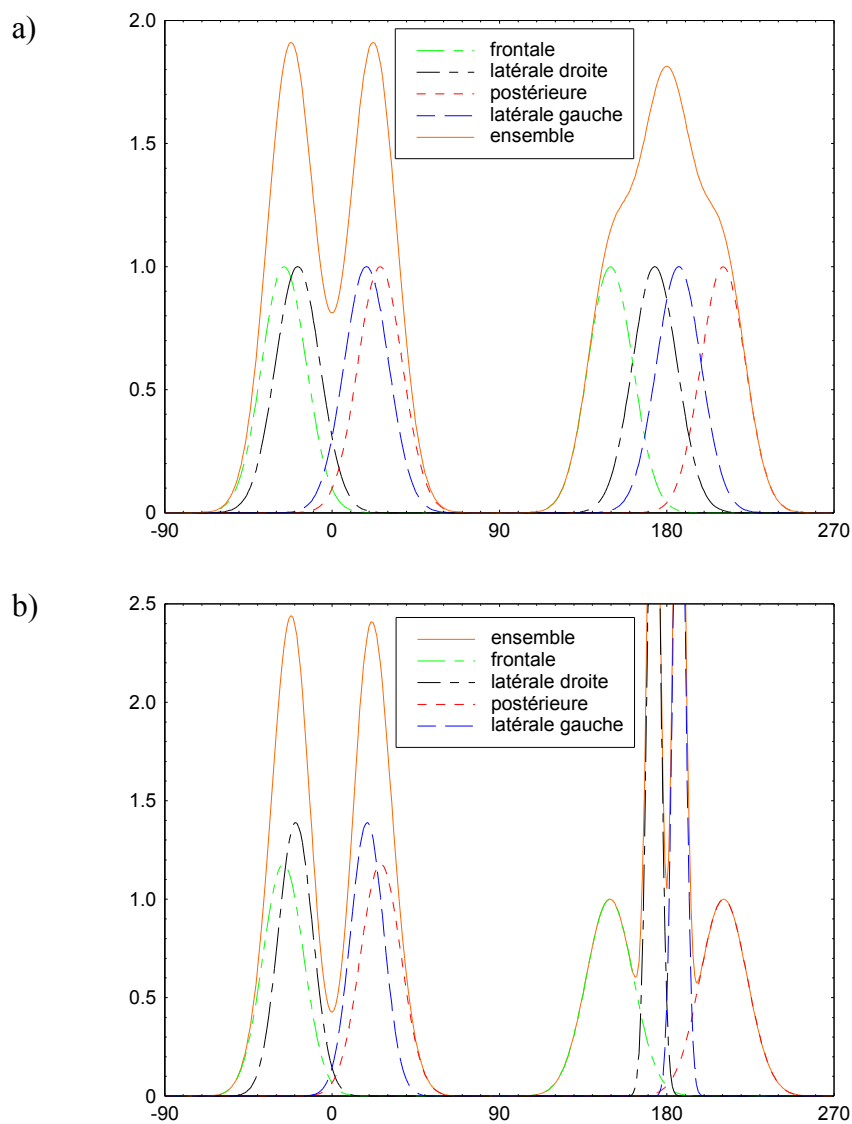 a)
2.0
1.5
1.0
0.5
0
frontale
latérale droite
postérieure
latérale gauche
ensemble
-90 0 90 180 270
b)
2.5
2.0
1.5
1.0
0.5
0
ensemble
frontale
latérale droite
postérieure
latérale gauche
-90 0 90 180 270